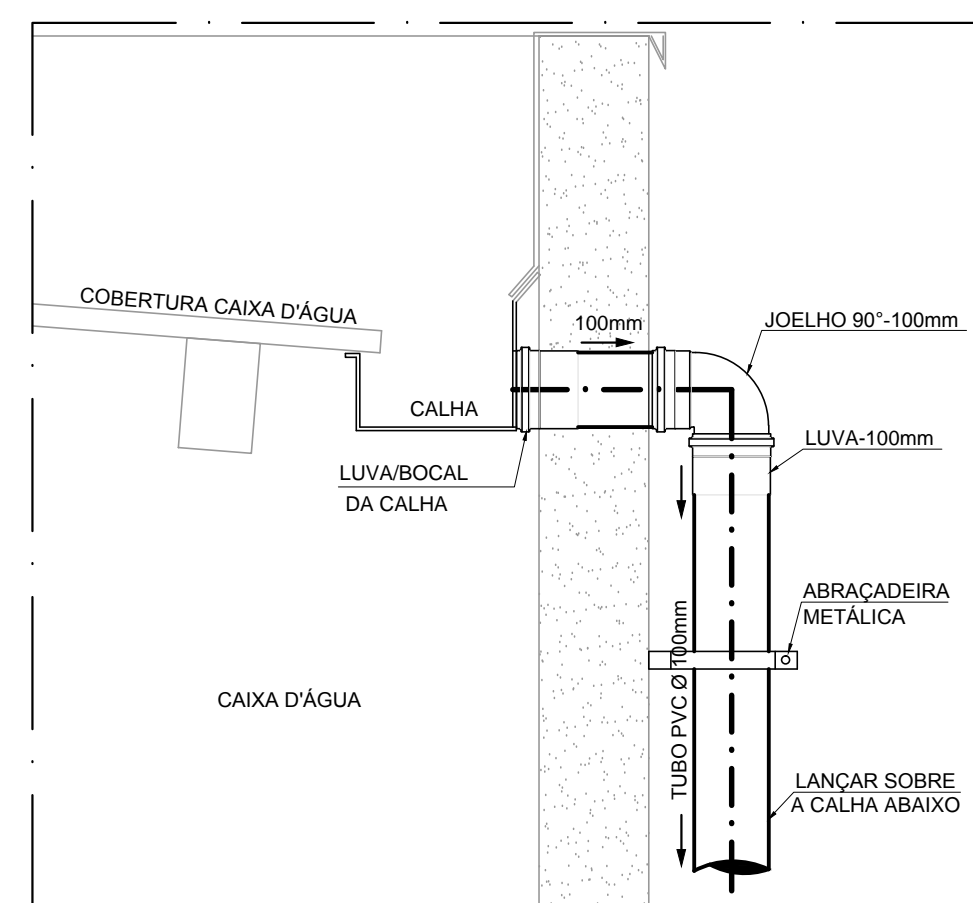 COBERTURA CAIXA D'ÁGUA
100mm
JOELHO 90°-100mm
CALHA
LUVA-100mm
LUVA/BOCAL
DA CALHA
ABRAÇADEIRA
METÁLICA
TUBO PVC Ø 100mm
CAIXA D'ÁGUA
LANÇAR SOBRE
A CALHA ABAIXO